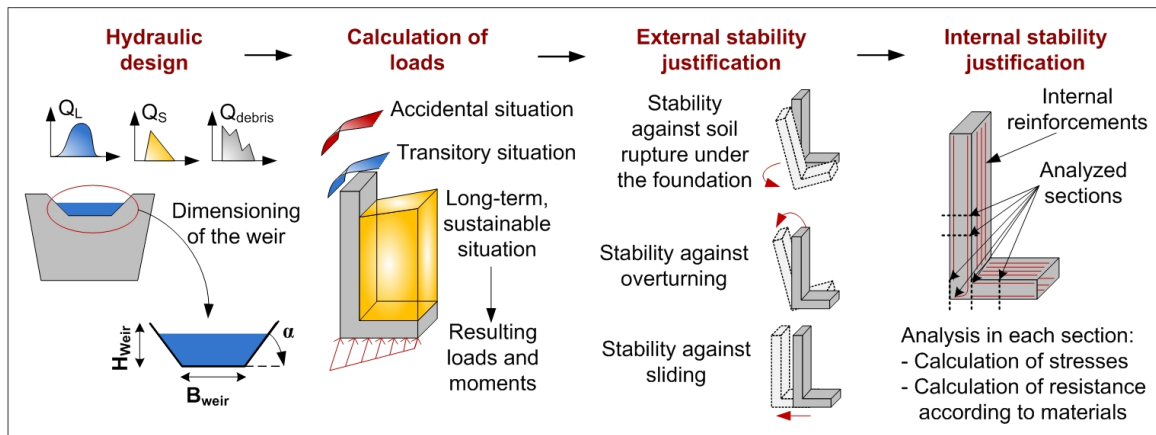 Hydraulic
design
Q_L
Q_S
Q_debris
Dimensioning
of the weir
H_Weir
B_weir
α
Calculation of
loads
Accidental situation
Transitory situation
Long-term,
sustainable
situation
Resulting
loads and
moments
External stability
justification
Stability
against soil
rupture under
the foundation
Stability against
overturning
Stability against
sliding
Internal stability
justification
Internal
reinforcements
Analyzed
sections
Analysis in each section:
- Calculation of stresses
- Calculation of resistance
according to materials